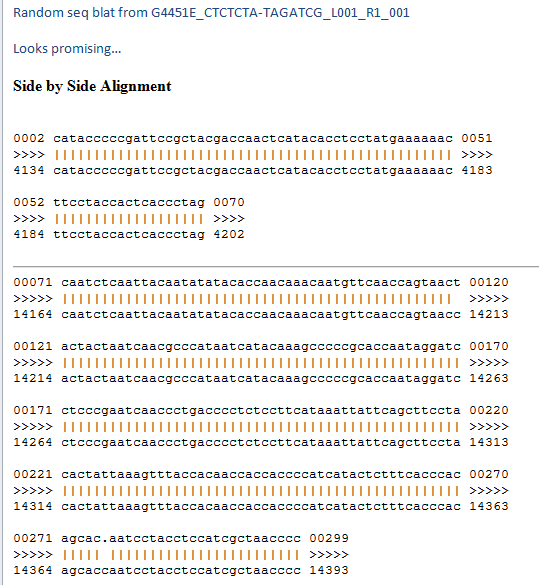 Random seq blat from G4451E_CTCTCTA-TAGATCG_L001_R1_001
Looks promising…
Side by Side Alignment
0002 catacccccgattccgctacgaccaactcatacacctcctatgaaaaaac 0051
>>>> |||||||||||||||||||||||||||||||||||||||||||||||||| >>>>
4134 catacccccgattccgctacgaccaactcatacacctcctatgaaaaaac 4183
0052 ttcctaccactcaccctag 0070
>>>> ||||||||||||||||||| >>>>
4184 ttcctaccactcaccctag 4202
00071 caatctcaattacaatatatacaccaacaaacaatgttcaaccagtaact 00120
>>>>> ||||||||||||||||||||||||||||||||||||||||||||||||| >>>>>
14164 caatctcaattacaatatatacaccaacaaacaatgttcaaccagtaacc 14213
00121 actactaatcaacgcccataatcatacaaagcccccgcaccaataggatc 00170
>>>>> |||||||||||||||||||||||||||||||||||||||||||||||||| >>>>>
14214 actactaatcaacgcccataatcatacaaagcccccgcaccaataggatc 14263
00171 ctcccgaatcaaccctgacccctctccttcataaattattcagcttccta 00220
>>>>> |||||||||||||||||||||||||||||||||||||||||||||||||| >>>>>
14264 ctcccgaatcaaccctgacccctctccttcataaattattcagcttccta 14313
00221 cactattaaagtttaccacaaccaccaccccatcatactctttcacccac 00270
>>>>> |||||||||||||||||||||||||||||||||||||||||||||||||| >>>>>
14314 cactattaaagtttaccacaaccaccaccccatcatactctttcacccac 14363
00271 agcac.aatcctacctccatcgctaacccc 00299
>>>>> ||||| |||||||||||||||||||||||| >>>>>
14364 agcaccaatcctacctccatcgctaacccc 14393